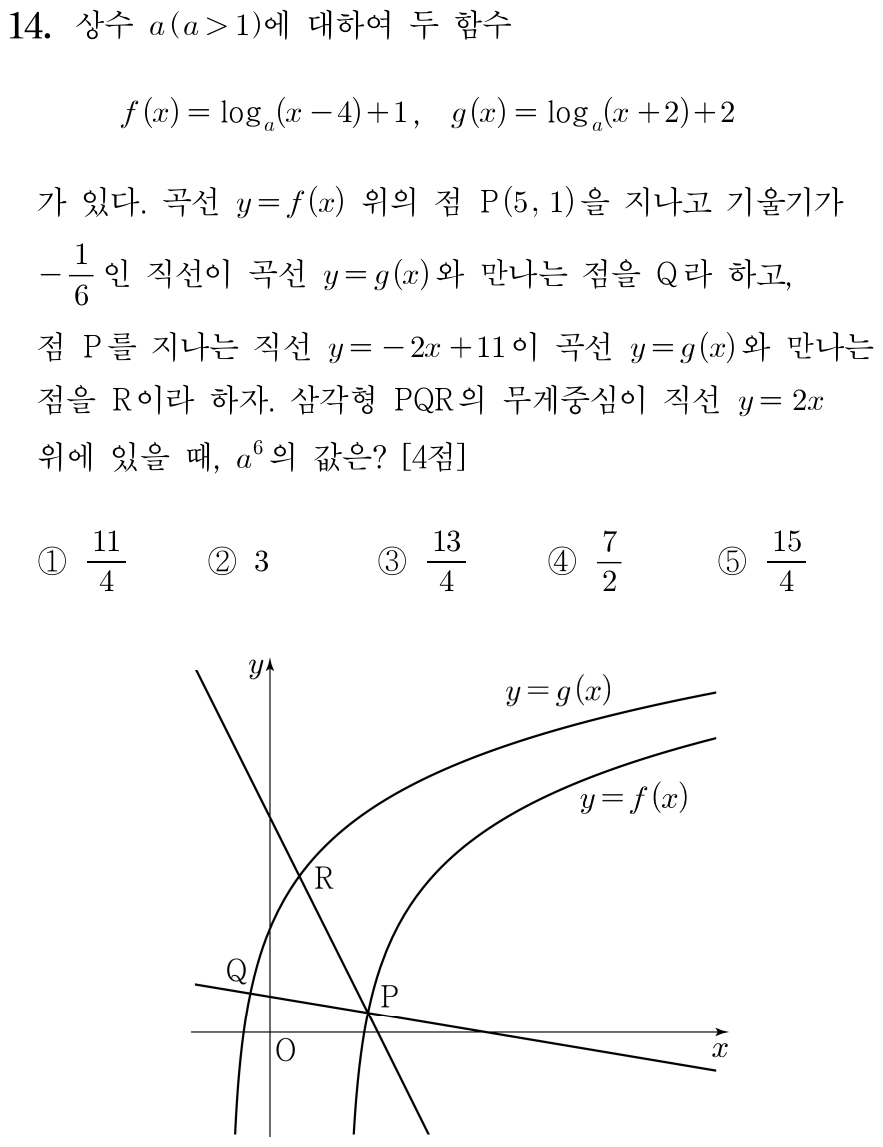 14. 상수 a(a>1)에 대하여 두 함수
f(x)=logₐ(x-4)+1, g(x)=logₐ(x+2)+2
가 있다. 곡선 y=f(x) 위의 점 P(5, 1)을 지나고 기울기가
-1/6인 직선이 곡선 y=g(x)와 만나는 점을 Q라 하고,
점 P를 지나는 직선 y=-2x+11이 곡선 y=g(x)와 만나는
점을 R이라 하자. 삼각형 PQR의 무게중심이 직선 y=2x
위에 있을 때, a⁶의 값은? [4점]
① 11/4 ② 3 ③ 13/4 ④ 7/2 ⑤ 15/4
y
y=g(x)
y=f(x)
R
Q
P
O
x